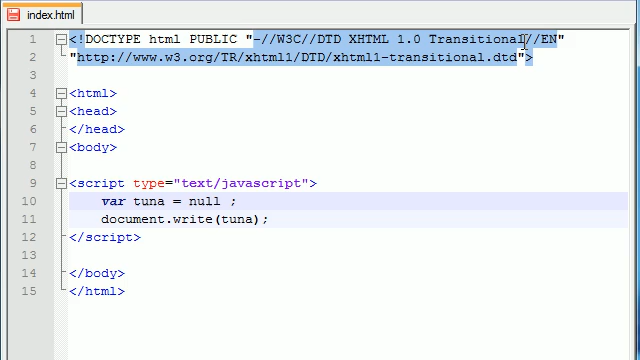 index.html
1 <!DOCTYPE html PUBLIC "-//W3C//DTD XHTML 1.0 Transitional//EN"
2 "http://www.w3.org/TR/xhtml1/DTD/xhtml1-transitional.dtd">
3
4 <html>
5 <head>
6 </head>
7 <body>
8
9 <script type="text/javascript">
10 var tuna = null ;
11 document.write(tuna);
12 </script>
13
14 </body>
15 </html>